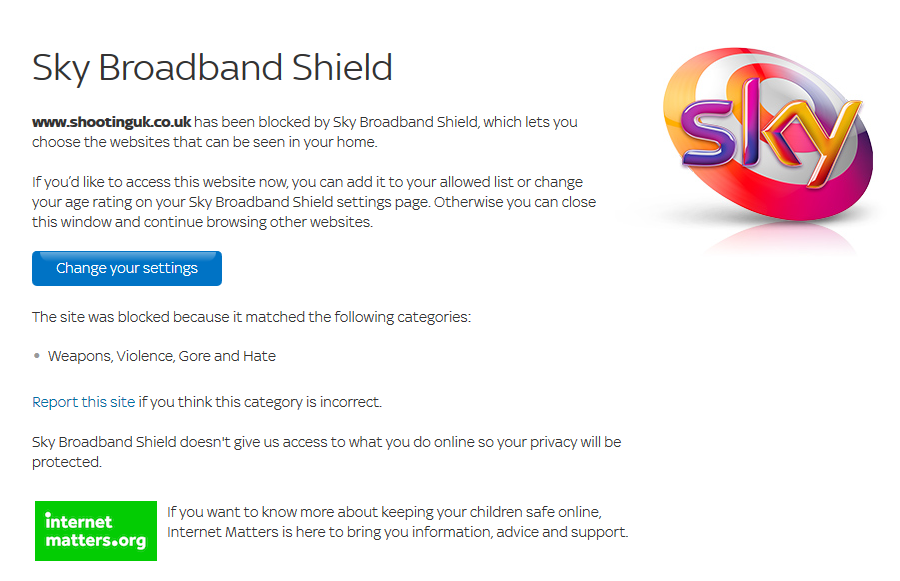 Sky Broadband Shield
sky
www.shootinguk.co.uk has been blocked by Sky Broadband Shield, which lets you
choose the websites that can be seen in your home.
If you'd like to access this website now, you can add it to your allowed list or change
your age rating on your Sky Broadband Shield settings page. Otherwise you can close
this window and continue browsing other websites.
Change your settings
The site was blocked because it matched the following categories:
• Weapons, Violence, Gore and Hate
Report this site if you think this category is incorrect.
Sky Broadband Shield doesn't give us access to what you do online so your privacy will be
protected.
internet
matters.org
If you want to know more about keeping your children safe online,
Internet Matters is here to bring you information, advice and support.